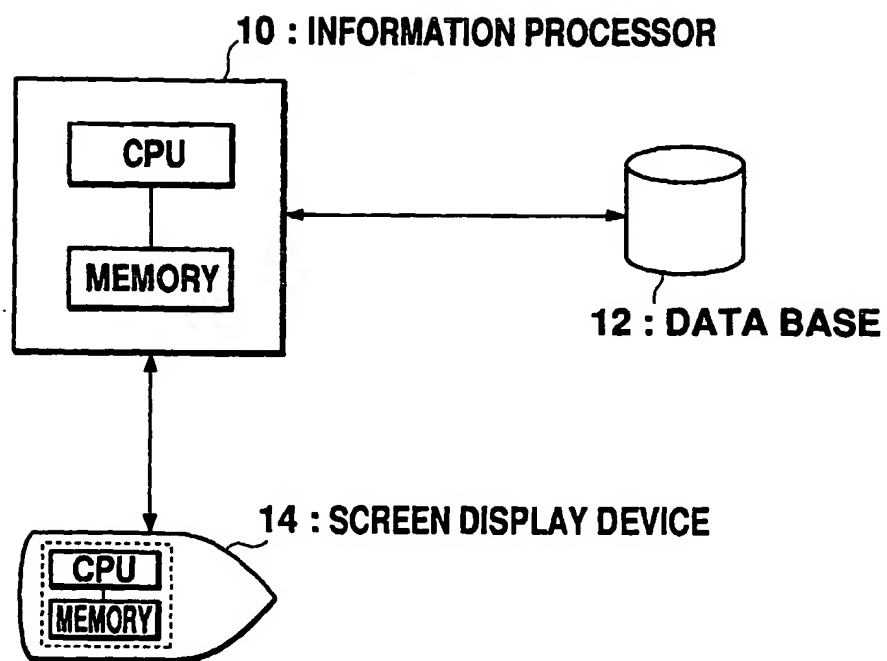 10 : INFORMATION PROCESSOR
CPU
MEMORY
12 : DATA BASE
14 : SCREEN DISPLAY DEVICE
CPU
MEMORY